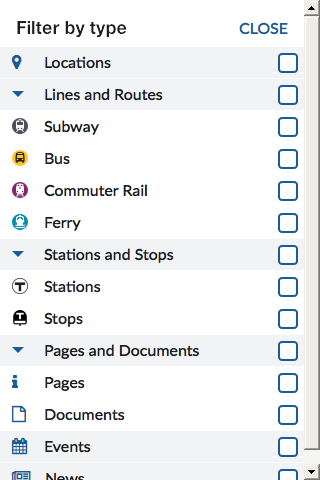 Filter by type
CLOSE
Locations
Lines and Routes
Subway
Bus
Commuter Rail
Ferry
Stations and Stops
Stations
Stops
Pages and Documents
Pages
Documents
Events
News